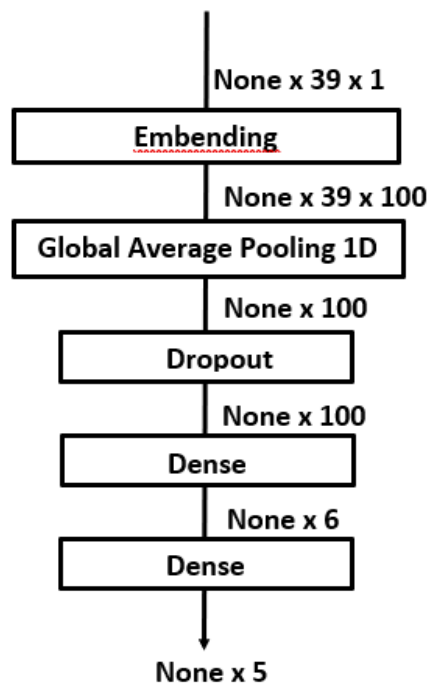 None x 39 x 1
Embending
None x 39 x 100
Global Average Pooling 1D
None x 100
Dropout
None x 100
Dense
None x 6
Dense
None x 5